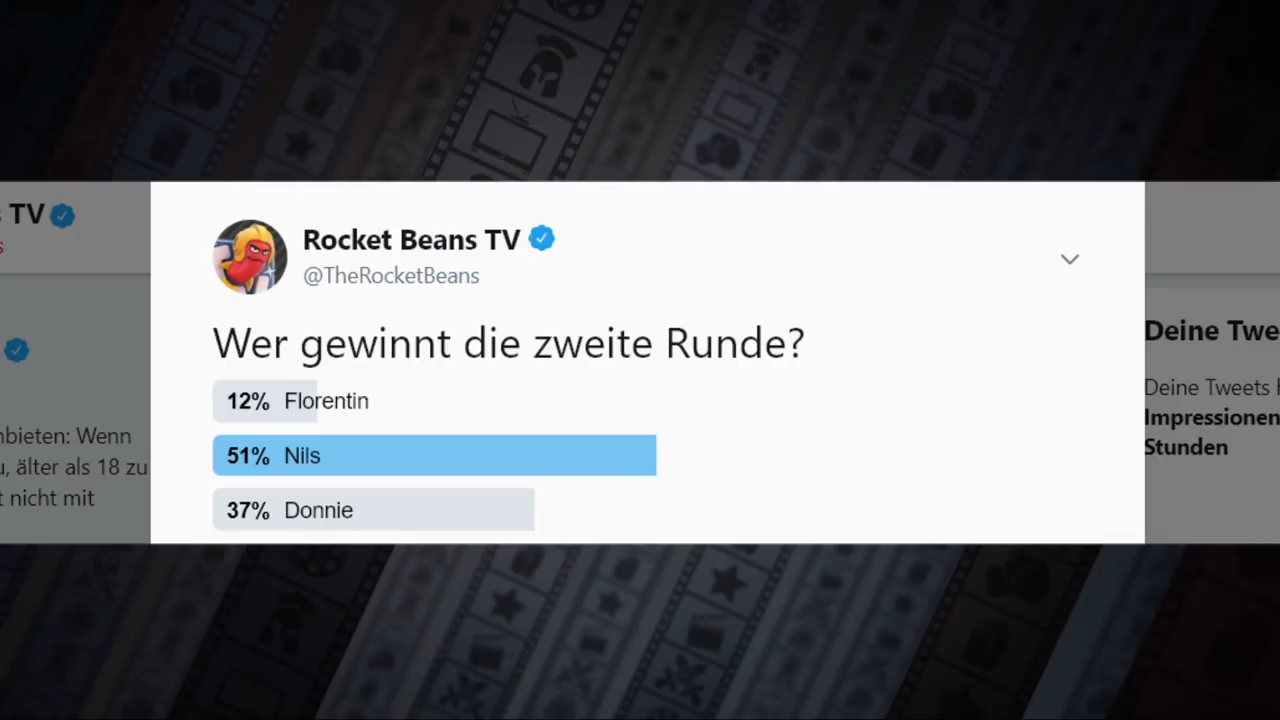 s TV
s
nbieten: Wenn
u, älter als 18 zu
t nicht mit
Rocket Beans TV
@TheRocketBeans
Wer gewinnt die zweite Runde?
12% Florentin
51% Nils
37% Donnie
Deine Twe
Deine Tweets h
Impressionen
Stunden